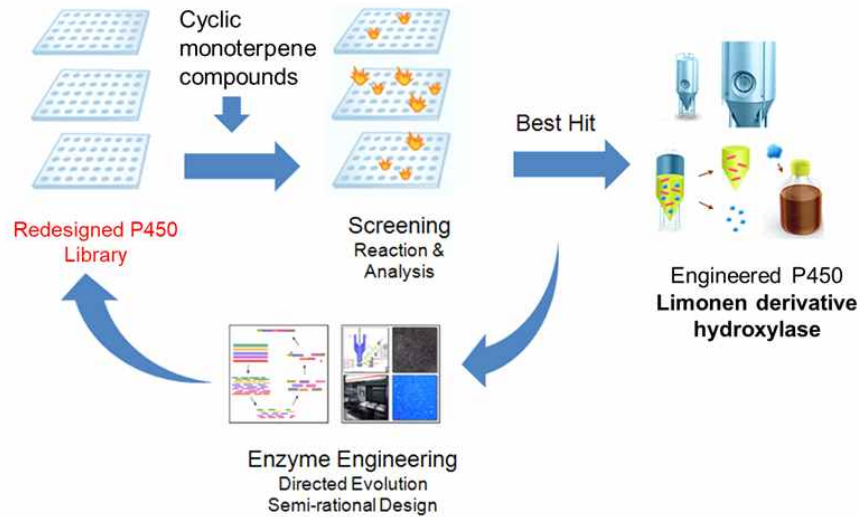 Cyclic
monoterpene
compounds
Best Hit
Redesigned P450
Library
Screening
Reaction &
Analysis
Engineered P450
Limonen derivative
hydroxylase
Enzyme Engineering
Directed Evolution
Semi-rational Design